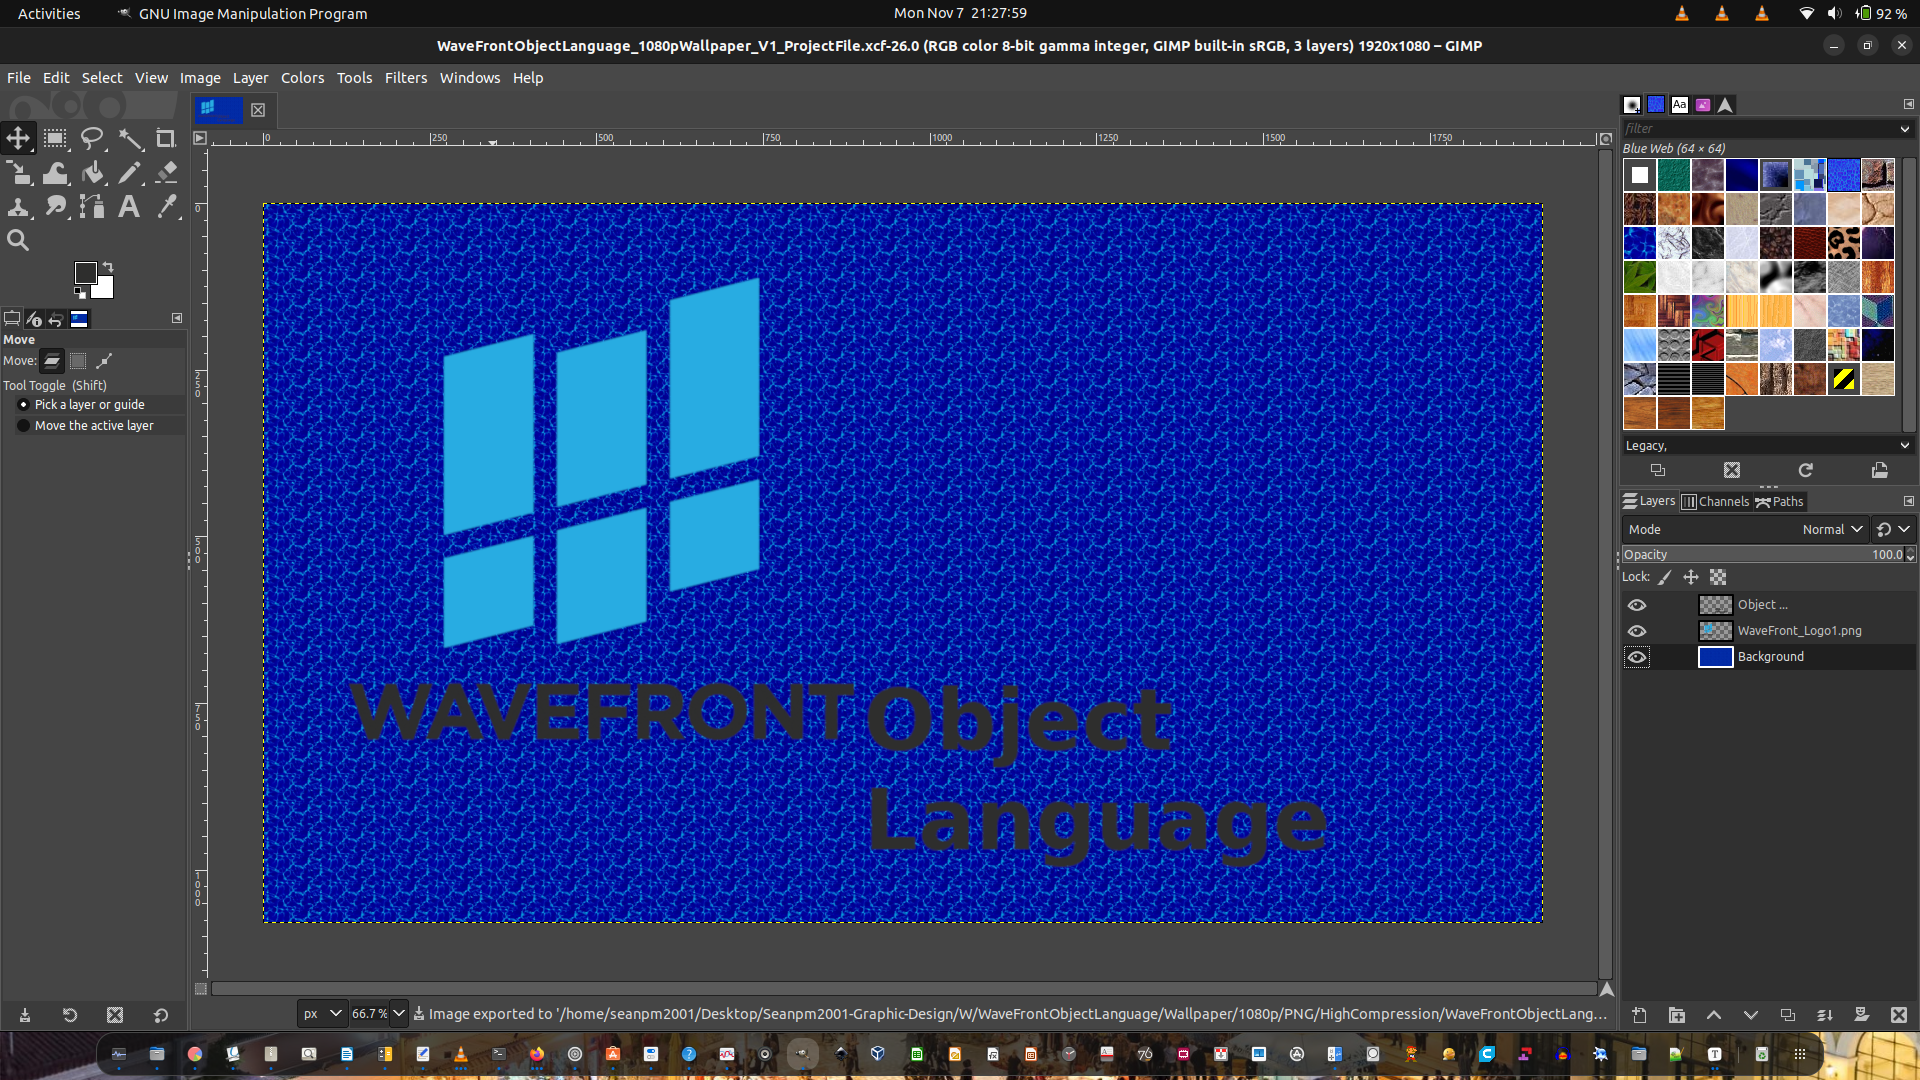 Activities
GNU Image Manipulation Program
Mon Nov 7 21:27:59
92 %
WaveFrontObjectLanguage_1080pWallpaper_V1_ProjectFile.xcf-26.0 (RGB color 8-bit gamma integer, GIMP built-in sRGB, 3 layers) 1920x1080 – GIMP
File Edit Select View Image Layer Colors Tools Filters Windows Help
0 250 500 750 1000 1250 1500 1750
0
250
500
750
1000
Move
Move:
Tool Toggle (Shift)
Pick a layer or guide
Move the active layer
WAVEFRONT Object
Language
filter
Blue Web (64 × 64)
Legacy,
Layers Channels Paths
Mode Normal
Opacity 100.0
Lock:
Object ...
WaveFront_Logo1.png
Background
px 66.7 % Image exported to '/home/seanpm2001/Desktop/Seanpm2001-Graphic-Design/W/WaveFrontObjectLanguage/Wallpaper/1080p/PNG/HighCompression/WaveFrontObjectLang...